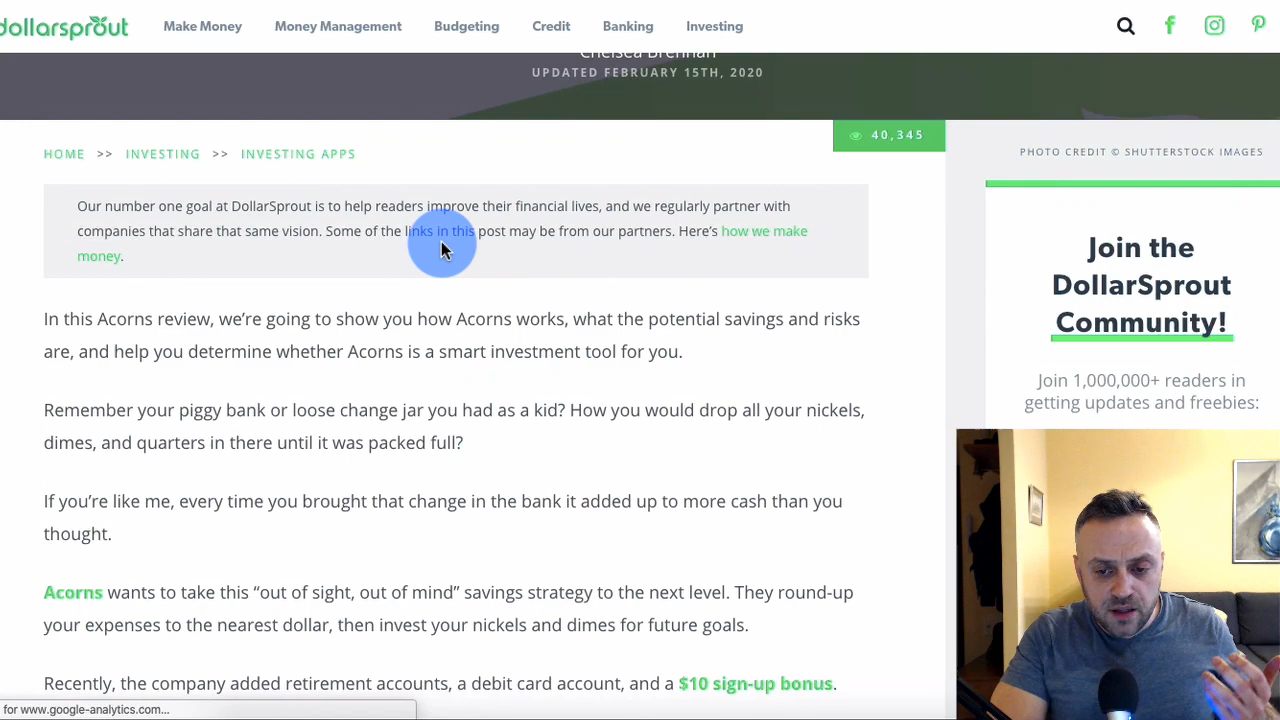 dollarsprout
Make Money Money Management Budgeting Credit Banking Investing
Chelsea Brennan
UPDATED FEBRUARY 15TH, 2020
40,345
HOME >> INVESTING >> INVESTING APPS
PHOTO CREDIT © SHUTTERSTOCK IMAGES
Our number one goal at DollarSprout is to help readers improve their financial lives, and we regularly partner with
companies that share that same vision. Some of the links in this post may be from our partners. Here’s how we make
money.
Join the
DollarSprout
Community!
Join 1,000,000+ readers in
getting updates and freebies:
In this Acorns review, we’re going to show you how Acorns works, what the potential savings and risks
are, and help you determine whether Acorns is a smart investment tool for you.
Remember your piggy bank or loose change jar you had as a kid? How you would drop all your nickels,
dimes, and quarters in there until it was packed full?
If you’re like me, every time you brought that change in the bank it added up to more cash than you
thought.
Acorns wants to take this “out of sight, out of mind” savings strategy to the next level. They round-up
your expenses to the nearest dollar, then invest your nickels and dimes for future goals.
Recently, the company added retirement accounts, a debit card account, and a $10 sign-up bonus.
for www.google-analytics.com...